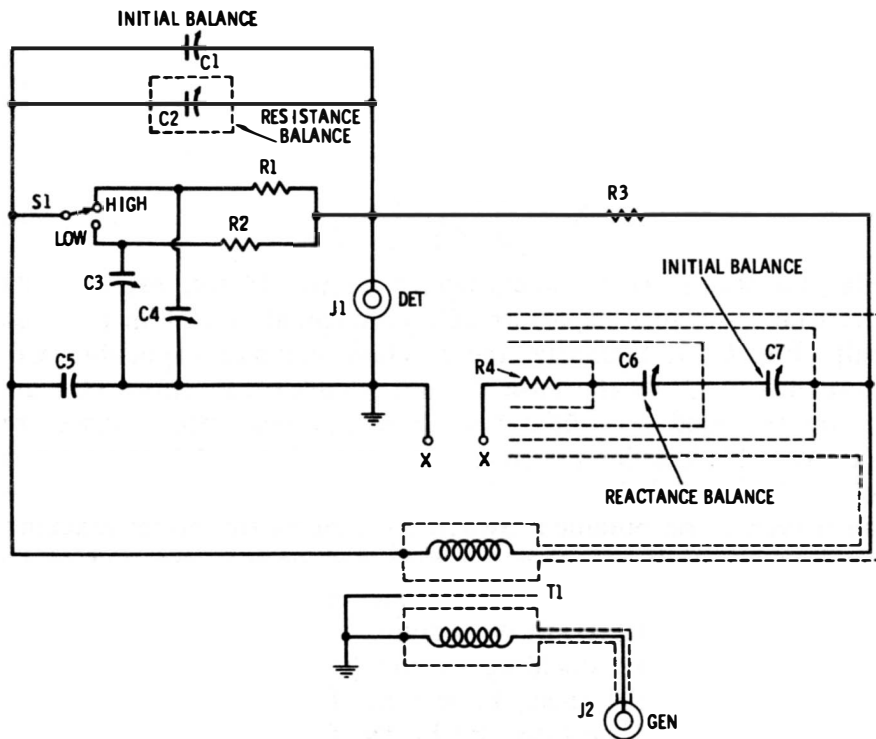 INITIAL BALANCE
C1
C2
RESISTANCE
BALANCE
R1
R3
S1
HIGH
R2
LOW
INITIAL BALANCE
C3
J1
DET
C4
C5
R4
C6
C7
X
X
REACTANCE BALANCE
T1
J2
GEN